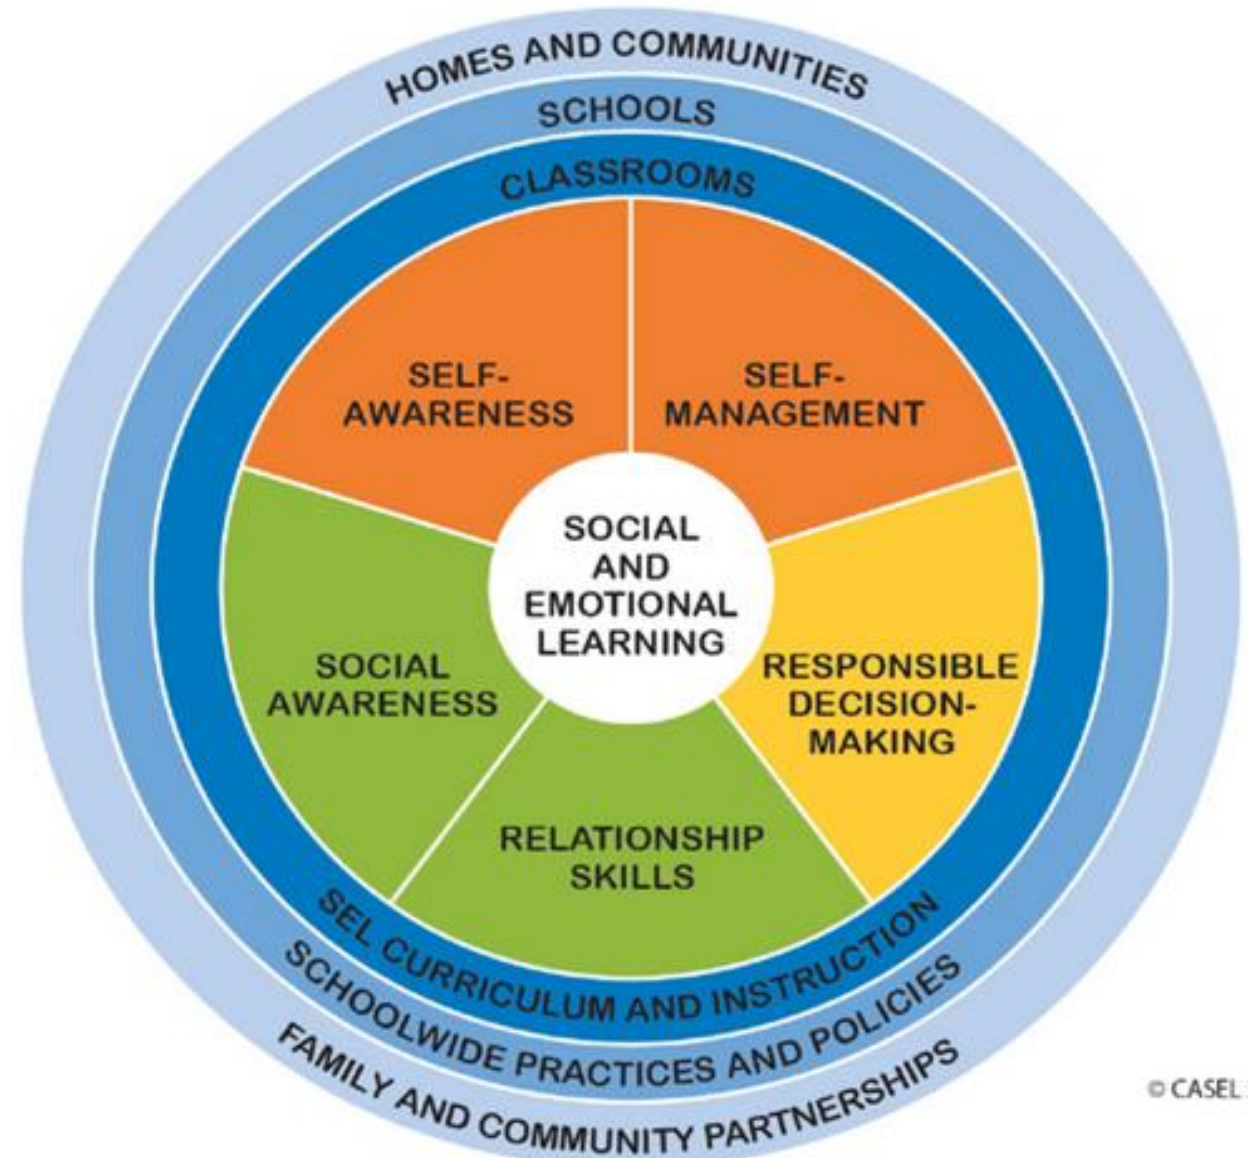 HOMES AND COMMUNITIES
SCHOOLS
CLASSROOMS
SELF-
AWARENESS
SELF-
MANAGEMENT
SOCIAL
AND
EMOTIONAL
LEARNING
SOCIAL
AWARENESS
RESPONSIBLE
DECISION-
MAKING
RELATIONSHIP
SKILLS
SEL CURRICULUM AND INSTRUCTION
SCHOOLWIDE PRACTICES AND POLICIES
FAMILY AND COMMUNITY PARTNERSHIPS
© CASEL